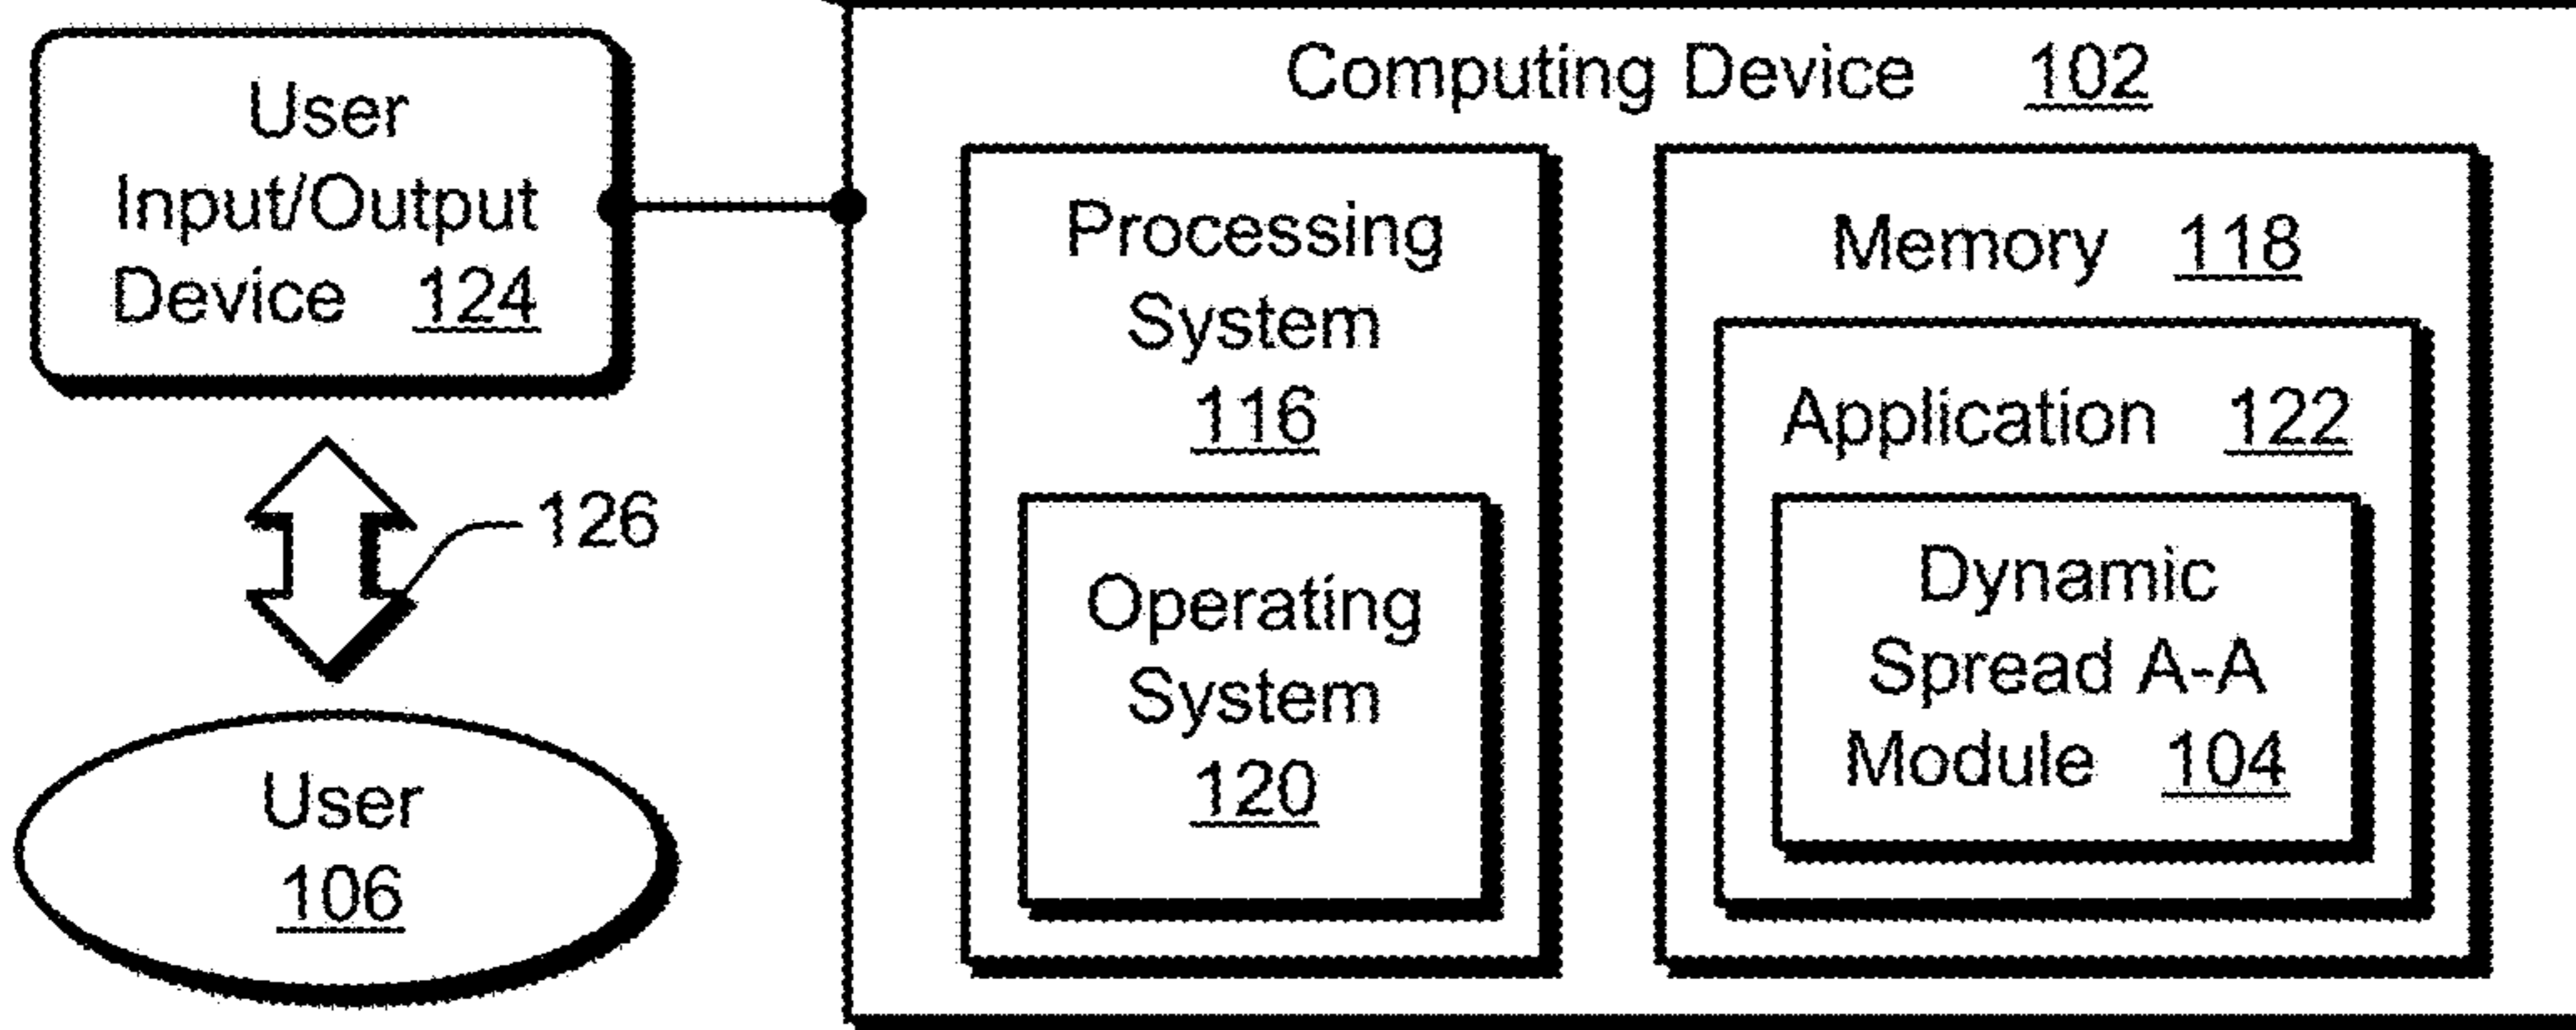 User
Input/Output
Device 124
126
User
106
Computing Device 102
Processing
System
116
Operating
System
120
Memory 118
Application 122
Dynamic
Spread A-A
Module 104